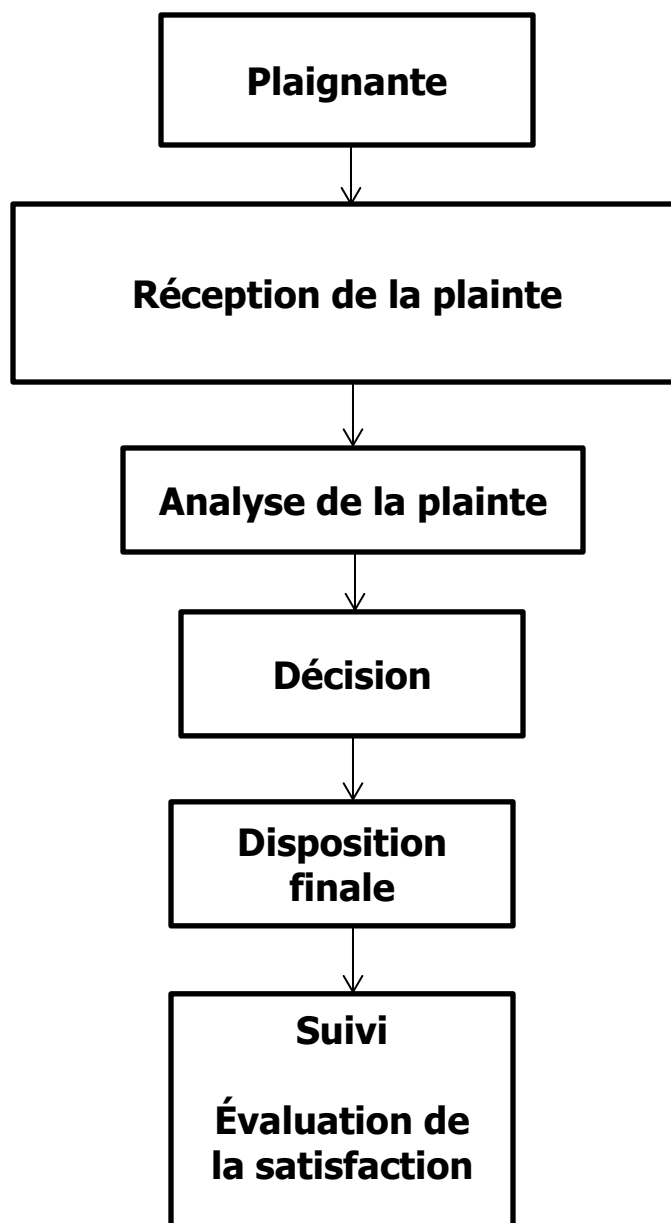 Plaignante
Réception de la plainte
Analyse de la plainte
Décision
Disposition
finale
Suivi
Évaluation de
la satisfaction